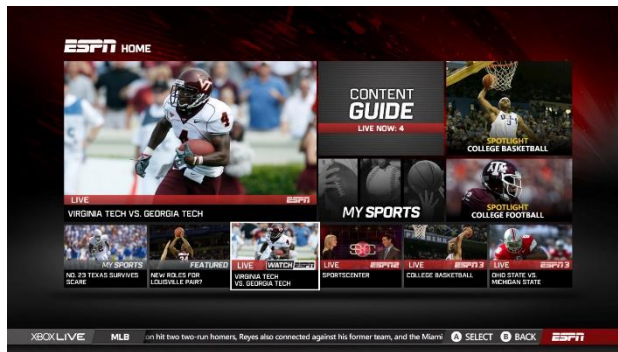 ESPN HOME
CONTENT
GUIDE
LIVE NOW: 4
SPOTLIGHT
COLLEGE BASKETBALL
LIVE
ESPN
VIRGINIA TECH VS. GEORGIA TECH
MY SPORTS
SPOTLIGHT
COLLEGE FOOTBALL
MY SPORTS
NO. 23 TEXAS SURVIVES
SCARE
FEATURED
NEW ROLES FOR
LOUISVILLE PAIR?
LIVE WATCH ESPN
VIRGINIA TECH
VS. GEORGIA TECH
LIVE ESPN2
SPORTSCENTER
LIVE ESPN3
COLLEGE BASKETBALL
LIVE ESPN3
OHIO STATE VS.
MICHIGAN STATE
XBOX LIVE MLB on hit two two-run homers, Reyes also connected against his former team, and the Miami A SELECT B BACK ESPN